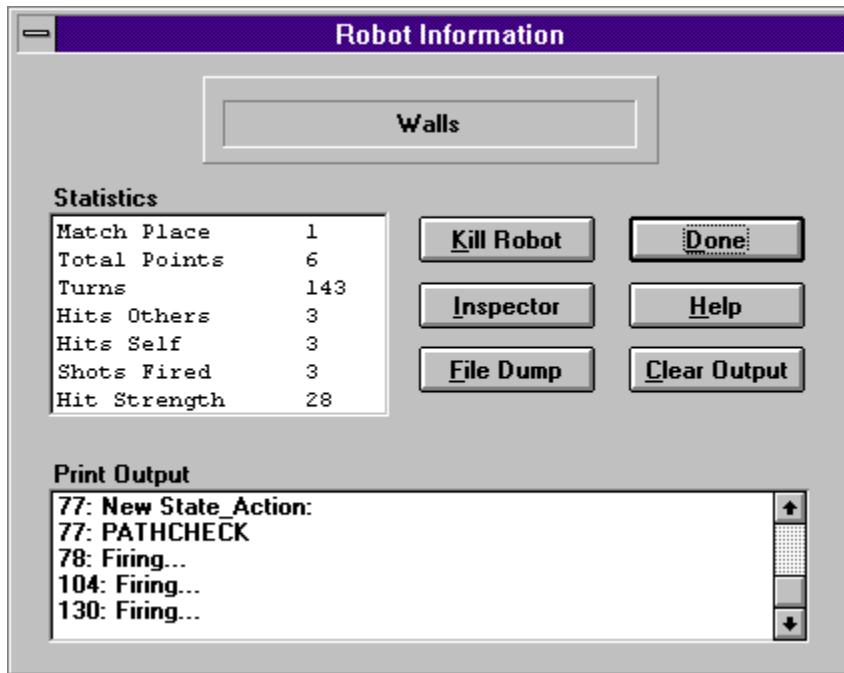 Robot Information
Walls
Statistics
Match Place 1
Total Points 6
Turns 143
Hits Others 3
Hits Self 3
Shots Fired 3
Hit Strength 28
Kill Robot
Done
Inspector
Help
File Dump
Clear Output
Print Output
77: New State_Action:
77: PATHCHECK
78: Firing...
104: Firing...
130: Firing...